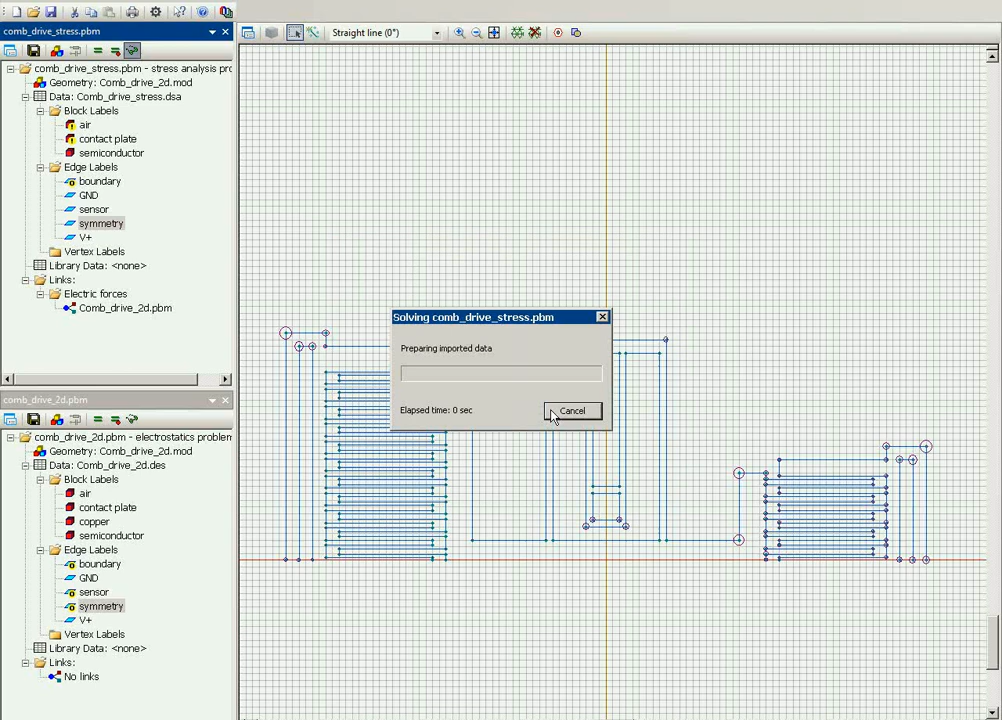 comb_drive_stress.pbm
Straight line (0°)
comb_drive_stress.pbm - stress analysis pro
Geometry: Comb_drive_2d.mod
Data: Comb_drive_stress.dsa
Block Labels
air
contact plate
semiconductor
Edge Labels
boundary
GND
sensor
symmetry
V+
Vertex Labels
Library Data: <none>
Links:
Electric forces
Comb_drive_2d.pbm
Solving comb_drive_stress.pbm
Preparing imported data
Elapsed time: 0 sec
Cancel
comb_drive_2d.pbm
comb_drive_2d.pbm - electrostatics problem
Geometry: Comb_drive_2d.mod
Data: Comb_drive_2d.des
Block Labels
air
contact plate
copper
semiconductor
Edge Labels
boundary
GND
sensor
symmetry
V+
Vertex Labels
Library Data: <none>
Links:
No links